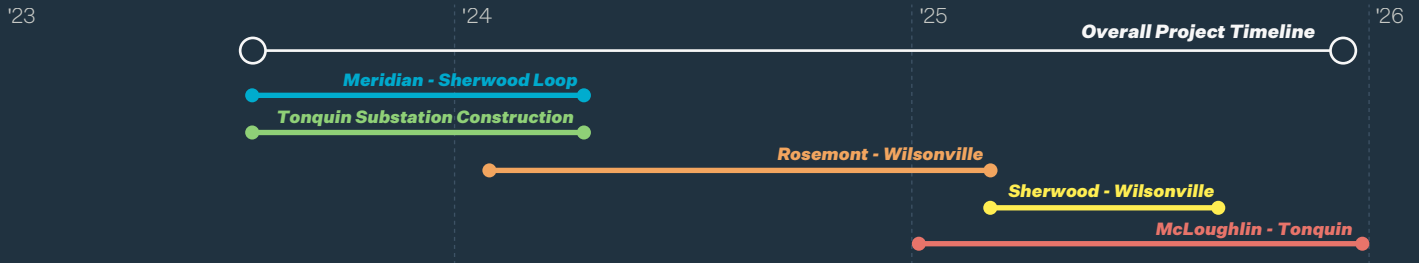 '23 '24 '25 '26
Overall Project Timeline
Meridian - Sherwood Loop
Tonquin Substation Construction
Rosemont - Wilsonville
Sherwood - Wilsonville
McLoughlin - Tonquin